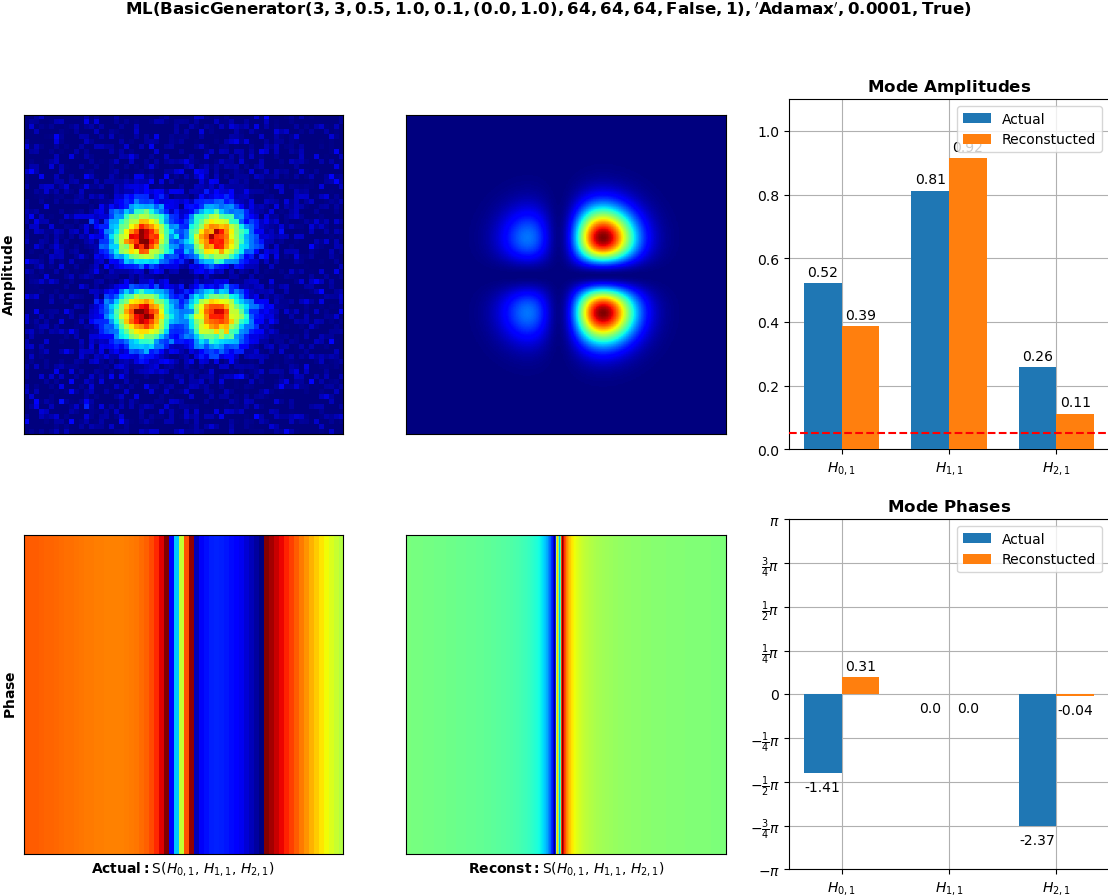 ML(BasicGenerator(3, 3, 0.5, 1.0, 0.1, (0.0, 1.0), 64, 64, 64, False, 1), ′Adamax′, 0.0001, True)
Amplitude
Mode Amplitudes
Actual
Reconstucted
1.0
0.8
0.6
0.4
0.2
0.0
0.52
0.39
0.81
0.92
0.26
0.11
H0,1
H1,1
H2,1
Phase
Actual: S(H0,1, H1,1, H2,1)
Reconst: S(H0,1, H1,1, H2,1)
Mode Phases
Actual
Reconstucted
π
3/4π
1/2π
1/4π
0
−1/4π
−1/2π
−3/4π
−π
-1.41
0.31
0.0
0.0
-2.37
-0.04
H0,1
H1,1
H2,1